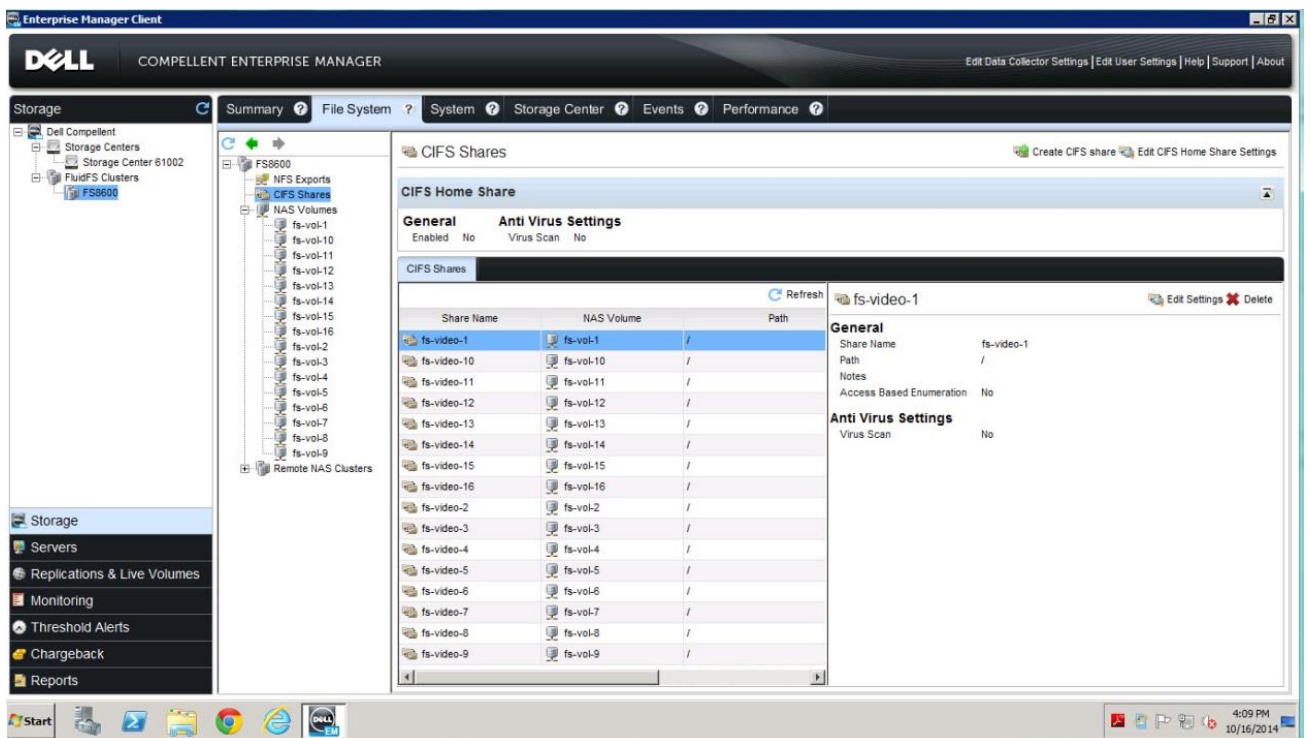 Enterprise Manager Client
DELL COMPELLENT ENTERPRISE MANAGER
Edit Data Collector Settings | Edit User Settings | Help | Support | About
Storage
Dell Compellent
Storage Centers
Storage Center 61002
FluidFS Clusters
FS8600
Storage
Servers
Replications & Live Volumes
Monitoring
Threshold Alerts
Chargeback
Reports
Summary ? File System ? System ? Storage Center ? Events ? Performance ?
FS8600
NFS Exports
CIFS Shares
NAS Volumes
fs-vol-1
fs-vol-10
fs-vol-11
fs-vol-12
fs-vol-13
fs-vol-14
fs-vol-15
fs-vol-16
fs-vol-2
fs-vol-3
fs-vol-4
fs-vol-5
fs-vol-6
fs-vol-7
fs-vol-8
fs-vol-9
Remote NAS Clusters
CIFS Shares
Create CIFS share Edit CIFS Home Share Settings
CIFS Home Share
General Anti Virus Settings
Enabled No Virus Scan No
CIFS Shares
Refresh
Share Name NAS Volume Path
fs-video-1 fs-vol-1 /
fs-video-10 fs-vol-10 /
fs-video-11 fs-vol-11 /
fs-video-12 fs-vol-12 /
fs-video-13 fs-vol-13 /
fs-video-14 fs-vol-14 /
fs-video-15 fs-vol-15 /
fs-video-16 fs-vol-16 /
fs-video-2 fs-vol-2 /
fs-video-3 fs-vol-3 /
fs-video-4 fs-vol-4 /
fs-video-5 fs-vol-5 /
fs-video-6 fs-vol-6 /
fs-video-7 fs-vol-7 /
fs-video-8 fs-vol-8 /
fs-video-9 fs-vol-9 /
fs-video-1
Edit Settings Delete
General
Share Name fs-video-1
Path /
Notes
Access Based Enumeration No
Anti Virus Settings
Virus Scan No
Start
DELL
EM
4:09 PM
10/16/2014